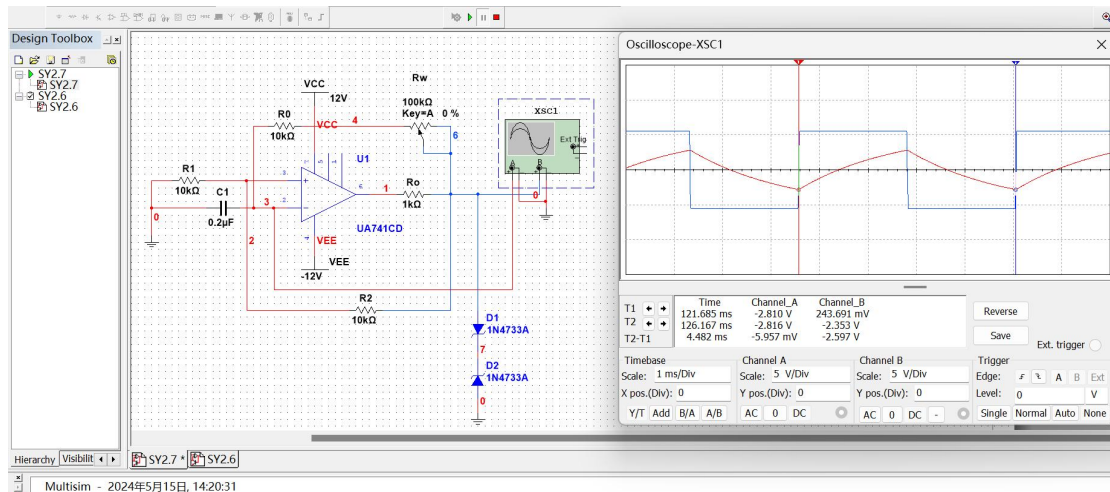 Design Toolbox
SY2.7
SY2.7
SY2.6
SY2.6
Hierarchy Visibilit
VCC
12V
R0
10kΩ
VCC
4
Rw
100kΩ
Key=A 0 %
6
XSC1
Ext Trig
A B
R1
10kΩ
C1
0.2µF
0
3
2
U1
3
2
6
7 5 1
4
1
Ro
1kΩ
0
UA741CD
VEE
VEE
-12V
R2
10kΩ
D1
1N4733A
7
D2
1N4733A
0
SY2.7 * SY2.6
Multisim - 2024年5月15日, 14:20:31
Oscilloscope-XSC1
Time Channel_A Channel_B
T1 121.685 ms -2.810 V 243.691 mV
T2 126.167 ms -2.816 V -2.353 V
T2-T1 4.482 ms -5.957 mV -2.597 V
Reverse
Save
Ext. trigger
Timebase
Scale: 1 ms/Div
X pos.(Div): 0
Y/T Add B/A A/B
Channel A
Scale: 5 V/Div
Y pos.(Div): 0
AC 0 DC
Channel B
Scale: 5 V/Div
Y pos.(Div): 0
AC 0 DC -
Trigger
Edge: A B Ext
Level: 0 V
Single Normal Auto None